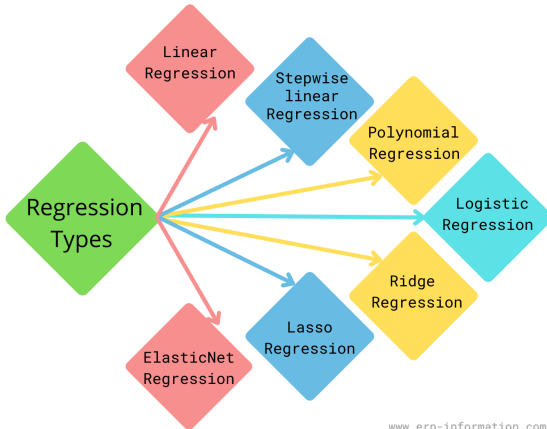 Linear
Regression
Stepwise
linear
Regression
Polynomial
Regression
Logistic
Regression
Regression
Types
Ridge
Regression
Lasso
Regression
ElasticNet
Regression
www.erp-information.com